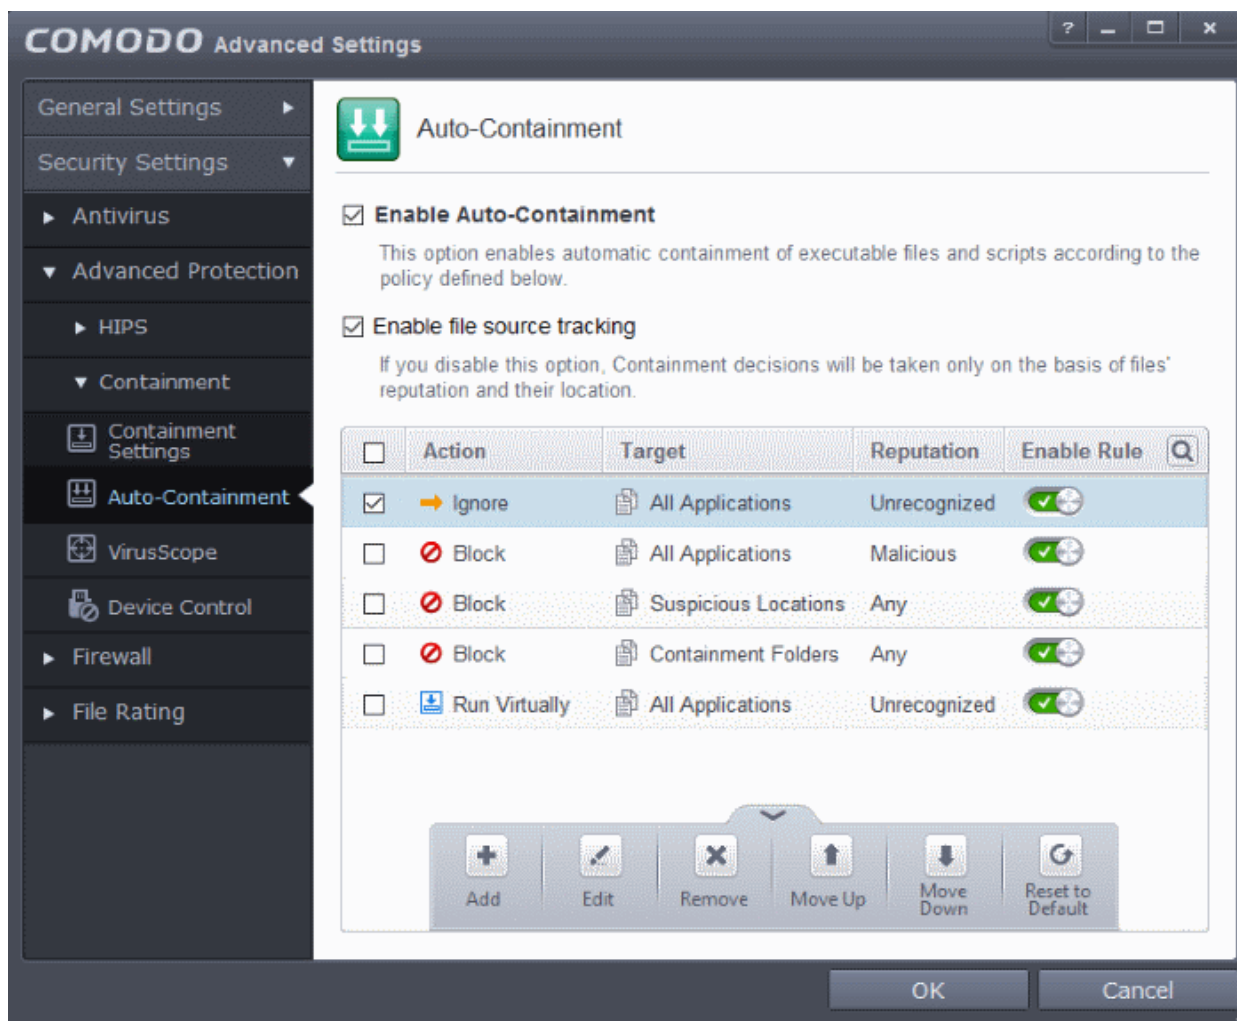 COMODO Advanced Settings
?
General Settings
Security Settings
Antivirus
Advanced Protection
HIPS
Containment
Containment
Settings
Auto-Containment
VirusScope
Device Control
Firewall
File Rating
Auto-Containment
Enable Auto-Containment
This option enables automatic containment of executable files and scripts according to the
policy defined below.
Enable file source tracking
If you disable this option, Containment decisions will be taken only on the basis of files'
reputation and their location.
Action Target Reputation Enable Rule
Ignore All Applications Unrecognized
Block All Applications Malicious
Block Suspicious Locations Any
Block Containment Folders Any
Run Virtually All Applications Unrecognized
Add Edit Remove Move Up Move Down Reset to Default
OK Cancel